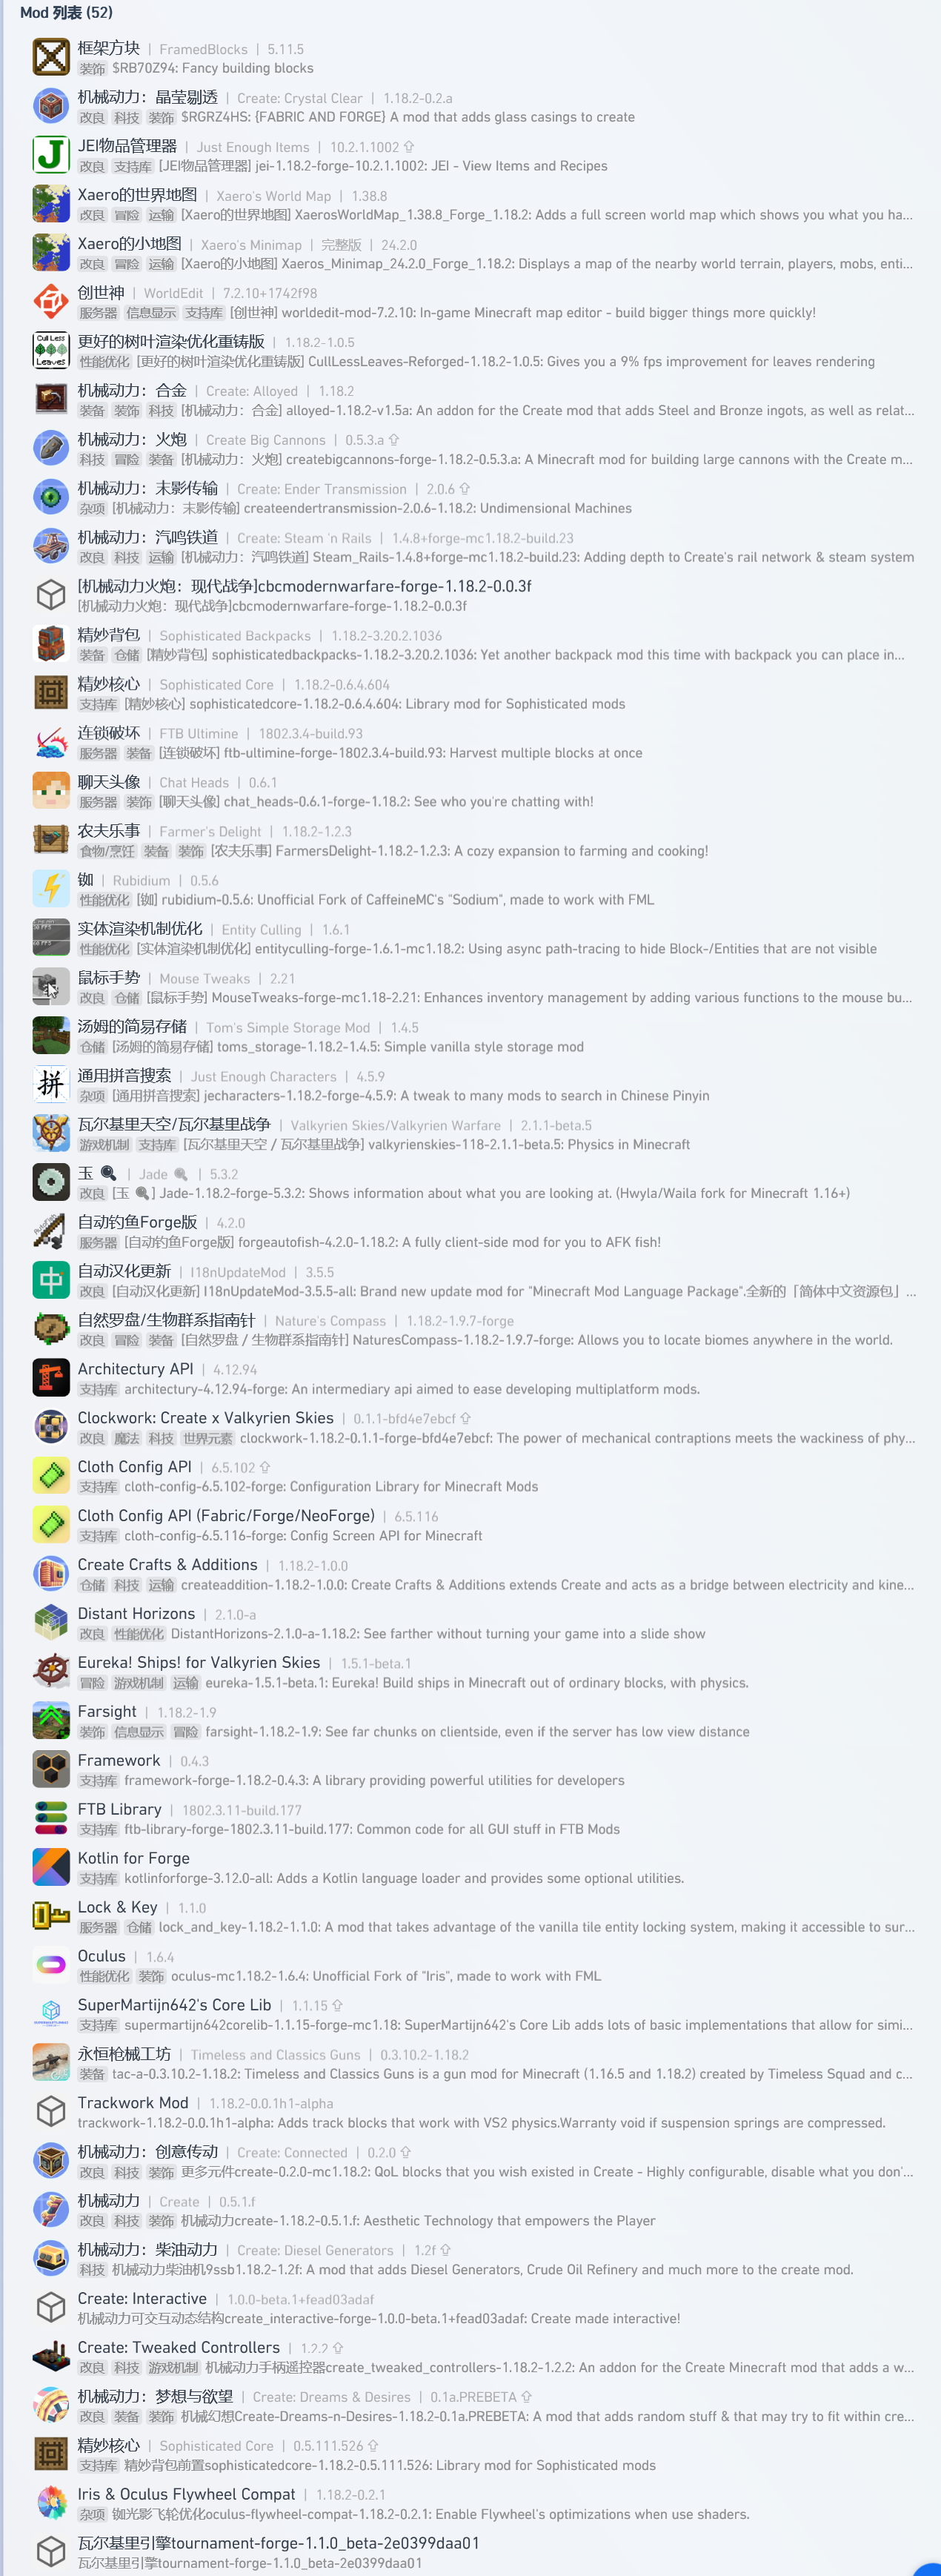 Mod 列表 (52)
框架方块 | FramedBlocks | 5.11.5
装饰 $RB70Z94: Fancy building blocks
机械动力：晶莹剔透 | Create: Crystal Clear | 1.18.2-0.2.a
改良 科技 装饰 $RGRZ4HS: {FABRIC AND FORGE} A mod that adds glass casings to create
JEI物品管理器 | Just Enough Items | 10.2.1.1002
改良 支持库 [JEI物品管理器] jei-1.18.2-forge-10.2.1.1002: JEI - View Items and Recipes
Xaero的世界地图 | Xaero's World Map | 1.38.8
改良 冒险 运输 [Xaero的世界地图] XaerosWorldMap_1.38.8_Forge_1.18.2: Adds a full screen world map which shows you what you ha...
Xaero的小地图 | Xaero's Minimap | 完整版 | 24.2.0
改良 冒险 运输 [Xaero的小地图] Xaeros_Minimap_24.2.0_Forge_1.18.2: Displays a map of the nearby world terrain, players, mobs, enti...
创世神 | WorldEdit | 7.2.10+1742f98
服务器 信息显示 支持库 [创世神] worldedit-mod-7.2.10: In-game Minecraft map editor - build bigger things more quickly!
Cull Less
Leaves
更好的树叶渲染优化重铸版 | 1.18.2-1.0.5
性能优化 [更好的树叶渲染优化重铸版] CullLessLeaves-Reforged-1.18.2-1.0.5: Gives you a 9% fps improvement for leaves rendering
机械动力：合金 | Create: Alloyed | 1.18.2
装备 装饰 科技 [机械动力：合金] alloyed-1.18.2-v1.5a: An addon for the Create mod that adds Steel and Bronze ingots, as well as relat...
机械动力：火炮 | Create Big Cannons | 0.5.3.a
科技 冒险 装备 [机械动力：火炮] createbigcannons-forge-1.18.2-0.5.3.a: A Minecraft mod for building large cannons with the Create m...
机械动力：末影传输 | Create: Ender Transmission | 2.0.6
杂项 [机械动力：末影传输] createendertransmission-2.0.6-1.18.2: Undimensional Machines
机械动力：汽鸣铁道 | Create: Steam 'n Rails | 1.4.8+forge-mc1.18.2-build.23
改良 科技 运输 [机械动力：汽鸣铁道] Steam_Rails-1.4.8+forge-mc1.18.2-build.23: Adding depth to Create's rail network & steam system
[机械动力火炮：现代战争]cbcmodernwarfare-forge-1.18.2-0.0.3f
[机械动力火炮：现代战争]cbcmodernwarfare-forge-1.18.2-0.0.3f
精妙背包 | Sophisticated Backpacks | 1.18.2-3.20.2.1036
装备 仓储 [精妙背包] sophisticatedbackpacks-1.18.2-3.20.2.1036: Yet another backpack mod this time with backpack you can place in...
精妙核心 | Sophisticated Core | 1.18.2-0.6.4.604
支持库 [精妙核心] sophisticatedcore-1.18.2-0.6.4.604: Library mod for Sophisticated mods
连锁破坏 | FTB Ultimine | 1802.3.4-build.93
服务器 装备 [连锁破坏] ftb-ultimine-forge-1802.3.4-build.93: Harvest multiple blocks at once
聊天头像 | Chat Heads | 0.6.1
服务器 装饰 [聊天头像] chat_heads-0.6.1-forge-1.18.2: See who you're chatting with!
农夫乐事 | Farmer's Delight | 1.18.2-1.2.3
食物/烹饪 装备 装饰 [农夫乐事] FarmersDelight-1.18.2-1.2.3: A cozy expansion to farming and cooking!
铷 | Rubidium | 0.5.6
性能优化 [铷] rubidium-0.5.6: Unofficial Fork of CaffeineMC's "Sodium", made to work with FML
实体渲染机制优化 | Entity Culling | 1.6.1
性能优化 [实体渲染机制优化] entityculling-forge-1.6.1-mc1.18.2: Using async path-tracing to hide Block-/Entities that are not visible
鼠标手势 | Mouse Tweaks | 2.21
改良 仓储 [鼠标手势] MouseTweaks-forge-mc1.18-2.21: Enhances inventory management by adding various functions to the mouse bu...
汤姆的简易存储 | Tom's Simple Storage Mod | 1.4.5
仓储 [汤姆的简易存储] toms_storage-1.18.2-1.4.5: Simple vanilla style storage mod
拼
通用拼音搜索 | Just Enough Characters | 4.5.9
杂项 [通用拼音搜索] jecharacters-1.18.2-forge-4.5.9: A tweak to many mods to search in Chinese Pinyin
瓦尔基里天空/瓦尔基里战争 | Valkyrien Skies/Valkyrien Warfare | 2.1.1-beta.5
游戏机制 支持库 [瓦尔基里天空 / 瓦尔基里战争] valkyrienskies-118-2.1.1-beta.5: Physics in Minecraft
玉 🔍 | Jade 🔍 | 5.3.2
改良 [玉 🔍] Jade-1.18.2-forge-5.3.2: Shows information about what you are looking at. (Hwyla/Waila fork for Minecraft 1.16+)
自动钓鱼Forge版 | 4.2.0
服务器 [自动钓鱼Forge版] forgeautofish-4.2.0-1.18.2: A fully client-side mod for you to AFK fish!
中
自动汉化更新 | I18nUpdateMod | 3.5.5
改良 [自动汉化更新] I18nUpdateMod-3.5.5-all: Brand new update mod for "Minecraft Mod Language Package".全新的「简体中文资源包」...
自然罗盘/生物群系指南针 | Nature's Compass | 1.18.2-1.9.7-forge
改良 冒险 装备 [自然罗盘 / 生物群系指南针] NaturesCompass-1.18.2-1.9.7-forge: Allows you to locate biomes anywhere in the world.
Architectury API | 4.12.94
支持库 architectury-4.12.94-forge: An intermediary api aimed to ease developing multiplatform mods.
Clockwork: Create x Valkyrien Skies | 0.1.1-bfd4e7ebcf
改良 魔法 科技 世界元素 clockwork-1.18.2-0.1.1-forge-bfd4e7ebcf: The power of mechanical contraptions meets the wackiness of phy...
Cloth Config API | 6.5.102
支持库 cloth-config-6.5.102-forge: Configuration Library for Minecraft Mods
Cloth Config API (Fabric/Forge/NeoForge) | 6.5.116
支持库 cloth-config-6.5.116-forge: Config Screen API for Minecraft
Create Crafts & Additions | 1.18.2-1.0.0
仓储 科技 运输 createaddition-1.18.2-1.0.0: Create Crafts & Additions extends Create and acts as a bridge between electricity and kine...
Distant Horizons | 2.1.0-a
改良 性能优化 DistantHorizons-2.1.0-a-1.18.2: See farther without turning your game into a slide show
Eureka! Ships! for Valkyrien Skies | 1.5.1-beta.1
冒险 游戏机制 运输 eureka-1.5.1-beta.1: Eureka! Build ships in Minecraft out of ordinary blocks, with physics.
Farsight | 1.18.2-1.9
装饰 信息显示 冒险 farsight-1.18.2-1.9: See far chunks on clientside, even if the server has low view distance
Framework | 0.4.3
支持库 framework-forge-1.18.2-0.4.3: A library providing powerful utilities for developers
FTB Library | 1802.3.11-build.177
支持库 ftb-library-forge-1802.3.11-build.177: Common code for all GUI stuff in FTB Mods
Kotlin for Forge
支持库 kotlinforforge-3.12.0-all: Adds a Kotlin language loader and provides some optional utilities.
Lock & Key | 1.1.0
服务器 仓储 lock_and_key-1.18.2-1.1.0: A mod that takes advantage of the vanilla tile entity locking system, making it accessible to sur...
Oculus | 1.6.4
性能优化 装饰 oculus-mc1.18.2-1.6.4: Unofficial Fork of "Iris", made to work with FML
SuperMartijn642's Core Lib | 1.1.15
支持库 supermartijn642corelib-1.1.15-forge-mc1.18: SuperMartijn642's Core Lib adds lots of basic implementations that allow for simi...
永恒枪械工坊 | Timeless and Classics Guns | 0.3.10.2-1.18.2
装备 tac-a-0.3.10.2-1.18.2: Timeless and Classics Guns is a gun mod for Minecraft (1.16.5 and 1.18.2) created by Timeless Squad and c...
Trackwork Mod | 1.18.2-0.0.1h1-alpha
trackwork-1.18.2-0.0.1h1-alpha: Adds track blocks that work with VS2 physics.Warranty void if suspension springs are compressed.
机械动力：创意传动 | Create: Connected | 0.2.0
改良 科技 装饰 更多元件create-0.2.0-mc1.18.2: QoL blocks that you wish existed in Create - Highly configurable, disable what you don'...
机械动力 | Create | 0.5.1.f
改良 科技 装饰 机械动力create-1.18.2-0.5.1.f: Aesthetic Technology that empowers the Player
机械动力：柴油动力 | Create: Diesel Generators | 1.2f
科技 机械动力柴油机9ssb1.18.2-1.2f: A mod that adds Diesel Generators, Crude Oil Refinery and much more to the create mod.
Create: Interactive | 1.0.0-beta.1+fead03adaf
机械动力可交互动态结构create_interactive-forge-1.0.0-beta.1+fead03adaf: Create made interactive!
Create: Tweaked Controllers | 1.2.2
改良 科技 游戏机制 机械动力手柄遥控器create_tweaked_controllers-1.18.2-1.2.2: An addon for the Create Minecraft mod that adds a w...
机械动力：梦想与欲望 | Create: Dreams & Desires | 0.1a.PREBETA
改良 装备 装饰 机械幻想Create-Dreams-n-Desires-1.18.2-0.1a.PREBETA: A mod that adds random stuff & that may try to fit within cre...
精妙核心 | Sophisticated Core | 0.5.111.526
支持库 精妙背包前置sophisticatedcore-1.18.2-0.5.111.526: Library mod for Sophisticated mods
Iris & Oculus Flywheel Compat | 1.18.2-0.2.1
杂项 铷光影飞轮优化oculus-flywheel-compat-1.18.2-0.2.1: Enable Flywheel's optimizations when use shaders.
瓦尔基里引擎tournament-forge-1.1.0_beta-2e0399daa01
瓦尔基里引擎tournament-forge-1.1.0_beta-2e0399daa01